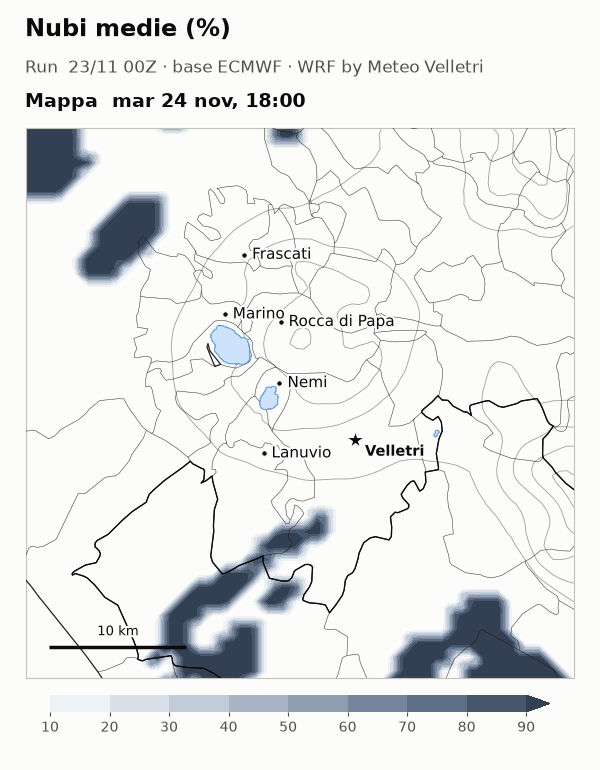 Nubi medie (%)
Run  23/11 00Z · base ECMWF · WRF by Meteo Velletri
Mappa  mar 24 nov, 18:00
Frascati
Marino
Rocca di Papa
Nemi
Velletri
Lanuvio
10 km
10 20 30 40 50 60 70 80 90